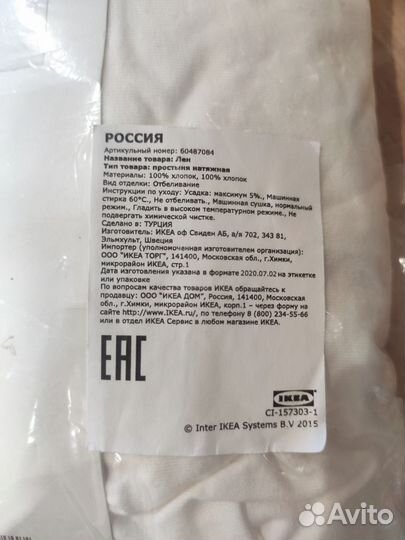 РОССИЯ
Артикульный номер: 60487084
Название товара: Лен
Тип товара: простыня натяжная
Материалы: 100% хлопок, 100% хлопок
Вид отделки: Отбеливание
Инструкции по уходу: Усадка: максимум 5%., Машинная
стирка 60°C., Не отбеливать., Машинная сушка, нормальный
режим., Гладить в высоком температурном режиме., Не
подвергать химической чистке.
Сделано в: ТУРЦИЯ
Изготовитель: ИКЕА оф Свиден АБ, а/я 702, 343 81,
Эльмхульт, Швеция
Импортер (уполномоченная изготовителем организация):
ООО "ИКЕА ТОРГ", 141400, Московская обл., г.Химки,
микрорайон ИКЕА, стр.1
Дата изготовления указана в формате 2020.07.02 на этикетке
или упаковке
По вопросам качества товаров ИКЕА обращайтесь к
продавцу: ООО "ИКЕА ДОМ", Россия, 141400, Московская
обл., г.Химки, микрорайон ИКЕА, корп.1 - через форму на
сайте http://www.IKEA.ru/, по телефону 8 (800) 234-55-66
или в отдел ИКЕА Сервис в любом магазине ИКЕА.
EAC
IKEA
CI-157303-1
© Inter IKEA Systems B.V 2015
Avito